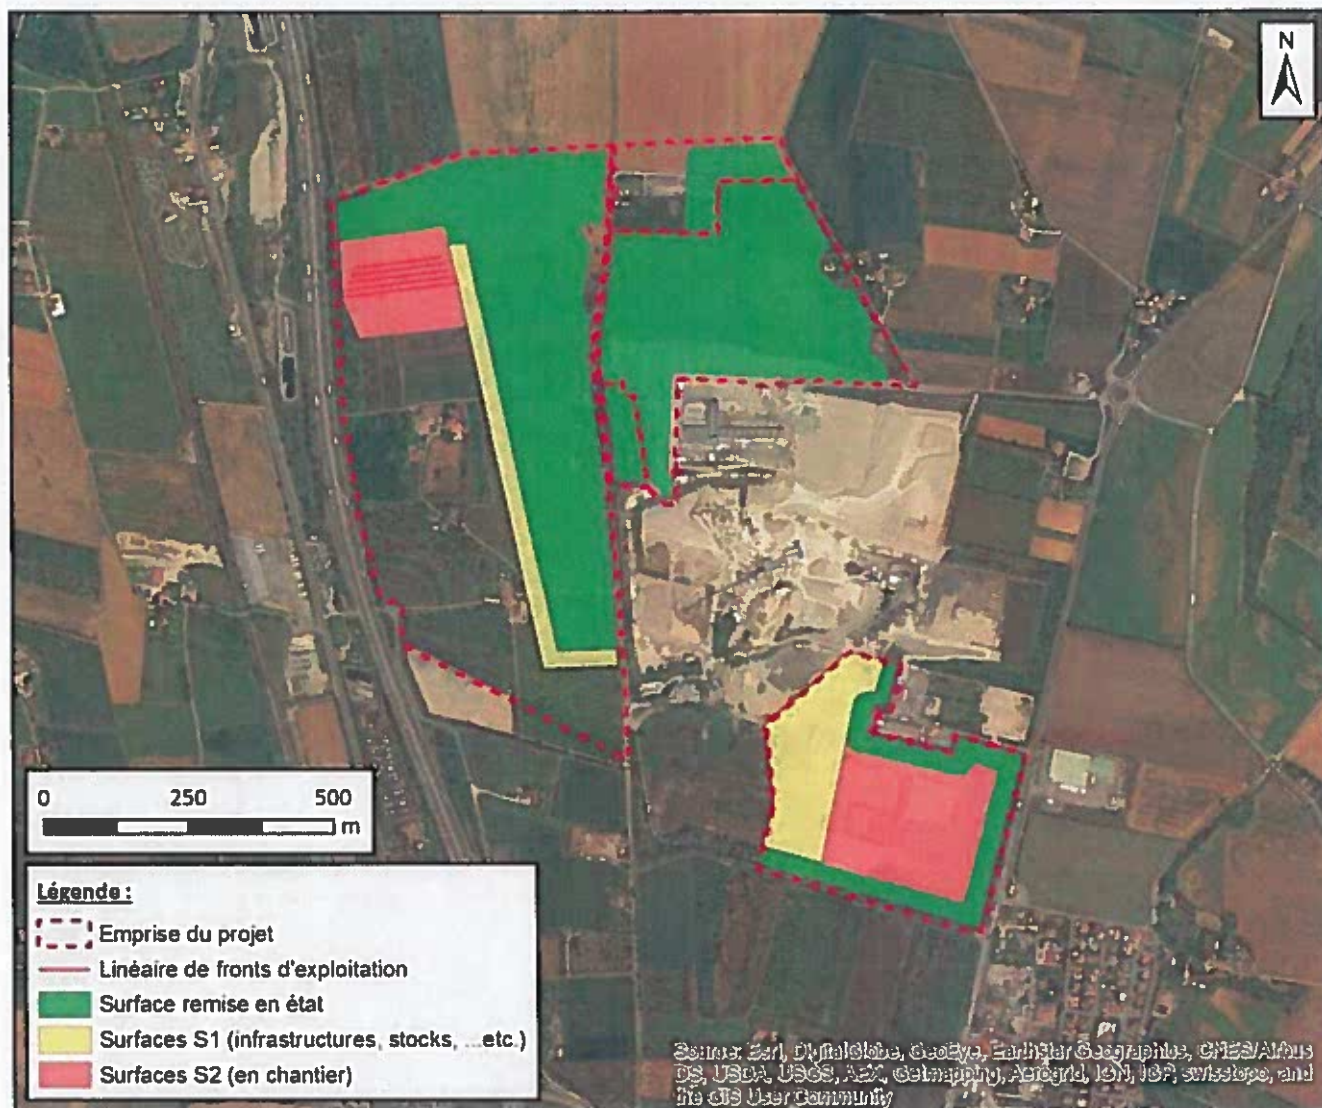 N
0 250 500
m
Légende :
Emprise du projet
Linéaire de fronts d'exploitation
Surface remise en état
Surfaces S1 (infrastructures, stocks, ...etc.)
Surfaces S2 (en chantier)
Source: Esri, DigitalGlobe, GeoEye, Earthstar Geographics, CNES/Airbus
DS, USDA, USGS, AEX, Getmapping, Aerogrid, IGN, IGP, swisstopo, and
the GIS User Community